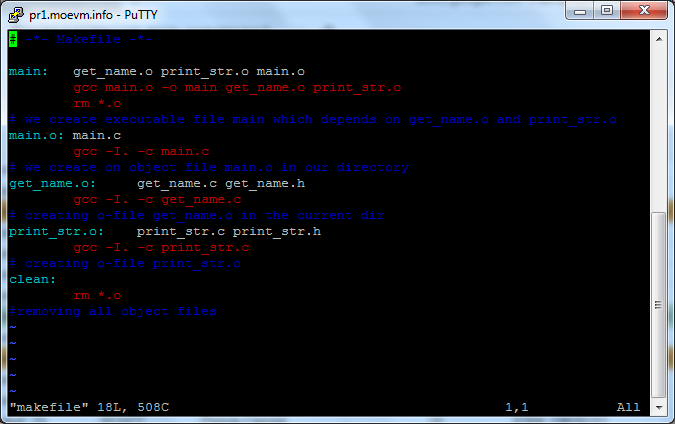 pr1.moevm.info - PuTTY
# -*- Makefile -*-
main:   get_name.o print_str.o main.o
        gcc main.o -o main get_name.o print_str.o
        rm *.o
# we create executable file main which depends on get_name.o and print_str.o
main.o: main.c
        gcc -I. -c main.c
# we create on object file main.o in our directory
get_name.o:     get_name.c get_name.h
        gcc -I. -c get_name.c
# creating o-file get_name.o in the current dir
print_str.o:    print_str.c print_str.h
        gcc -I. -c print_str.c
# creating o-file print_str.o
clean:
        rm *.o
#removing all object files
~
~
~
~
~
"makefile" 18L, 508C                                          1,1           All